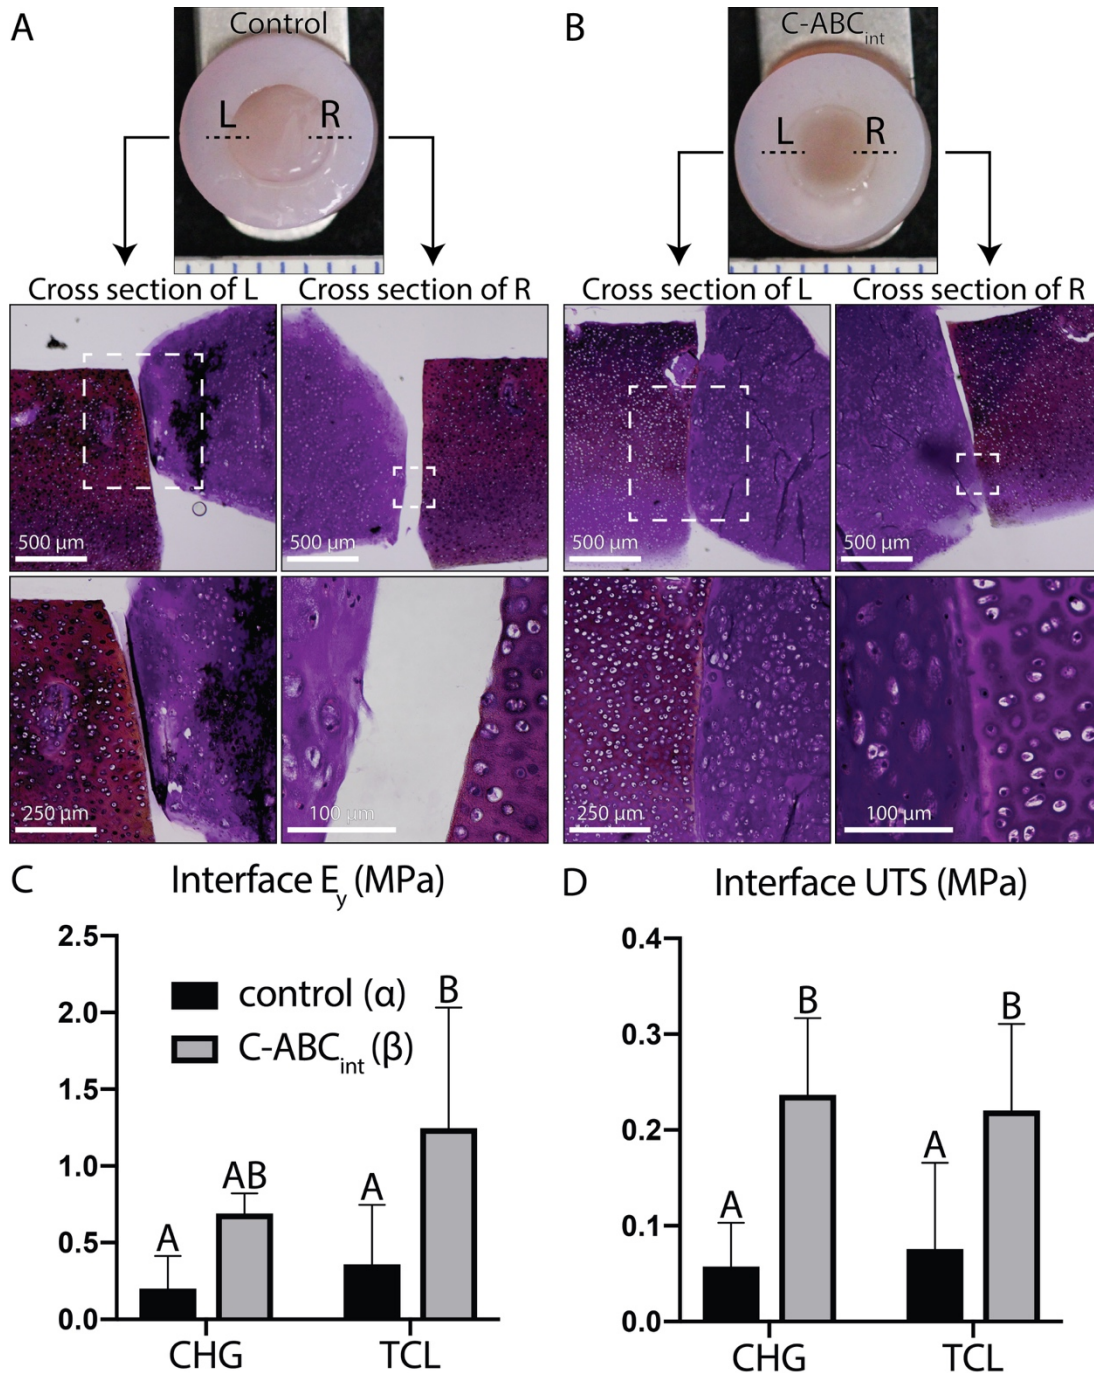 A
Control
L
R
B
C-ABCint
L
R
Cross section of L
Cross section of R
Cross section of L
Cross section of R
500 µm
500 µm
500 µm
500 µm
250 µm
100 µm
250 µm
100 µm
C
Interface Ey (MPa)
2.5
2.0
1.5
1.0
0.5
0.0
control (α)
C-ABCint (β)
A
AB
A
B
CHG
TCL
D
Interface UTS (MPa)
0.4
0.3
0.2
0.1
0.0
A
B
A
B
CHG
TCL